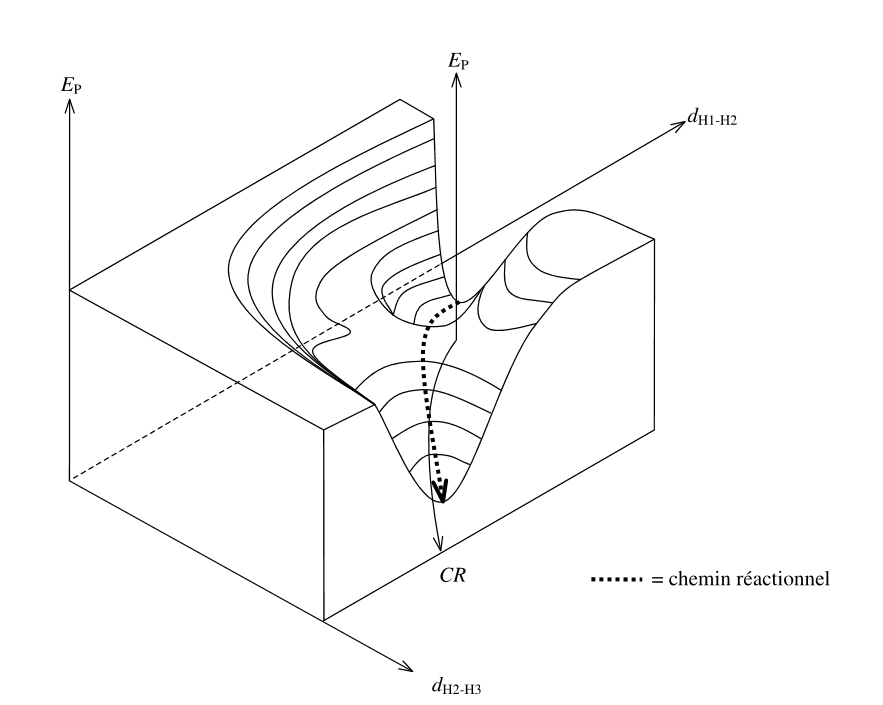 E_P
E_P
d_H1-H2
CR
= chemin réactionnel
d_H2-H3